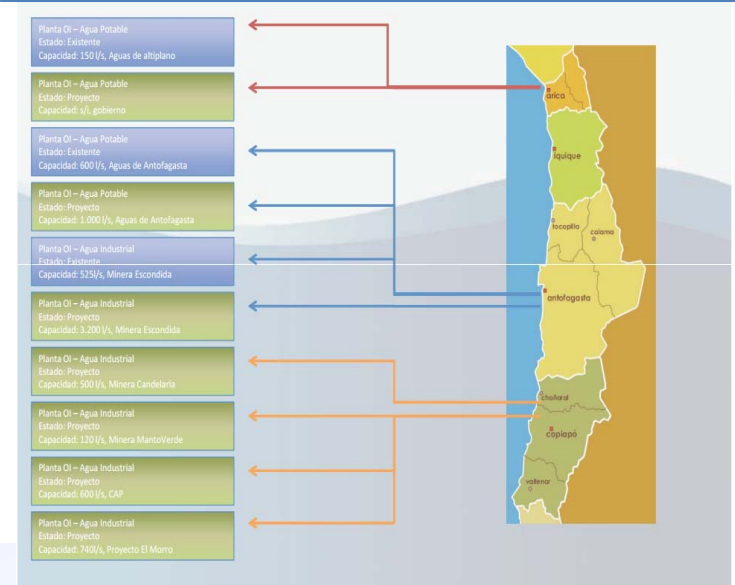 Planta OI – Agua Potable
Estado: Existente
Capacidad: 150 l/s, Aguas de altiplano
Planta OI – Agua Potable
Estado: Proyecto
Capacidad: s/i, gobierno
Planta OI – Agua Potable
Estado: Existente
Capacidad: 600 l/s, Aguas de Antofagasta
Planta OI – Agua Potable
Estado: Proyecto
Capacidad: 1.000 l/s, Aguas de Antofagasta
Planta OI – Agua Industrial
Estado: Existente
Capacidad: 525l/s, Minera Escondida
Planta OI – Agua Industrial
Estado: Proyecto
Capacidad: 3.200 l/s, Minera Escondida
Planta OI – Agua Industrial
Estado: Proyecto
Capacidad: 500 l/s, Minera Candelaria
Planta OI – Agua Industrial
Estado: Proyecto
Capacidad: 120 l/s, Minera MantoVerde
Planta OI – Agua Industrial
Estado: Proyecto
Capacidad: 600 l/s, CAP
Planta OI – Agua Industrial
Estado: Proyecto
Capacidad: 740l/s, Proyecto El Morro
arica
iquique
tocopilla
calama
antofagasta
chañaral
copiapó
vallenar